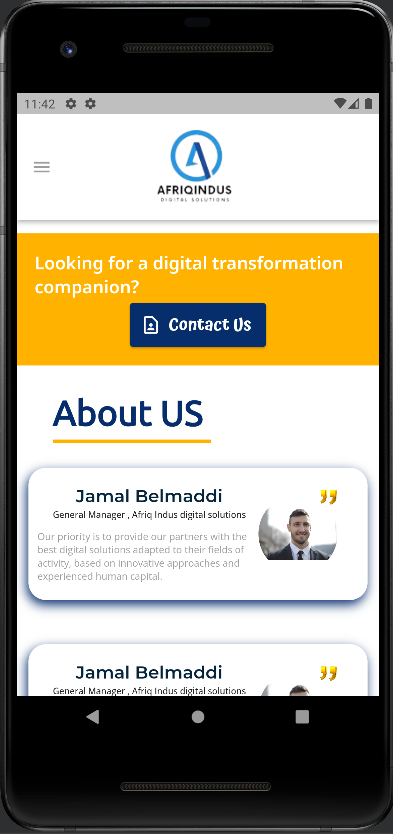 11:42
AFRIQINDUS
DIGITAL SOLUTIONS
Looking for a digital transformation
companion?
Contact Us
About US
Jamal Belmaddi
General Manager , Afriq Indus digital solutions
Our priority is to provide our partners with the
best digital solutions adapted to their fields of
activity, based on innovative approaches and
experienced human capital.
Jamal Belmaddi
General Manager , Afriq Indus digital solutions